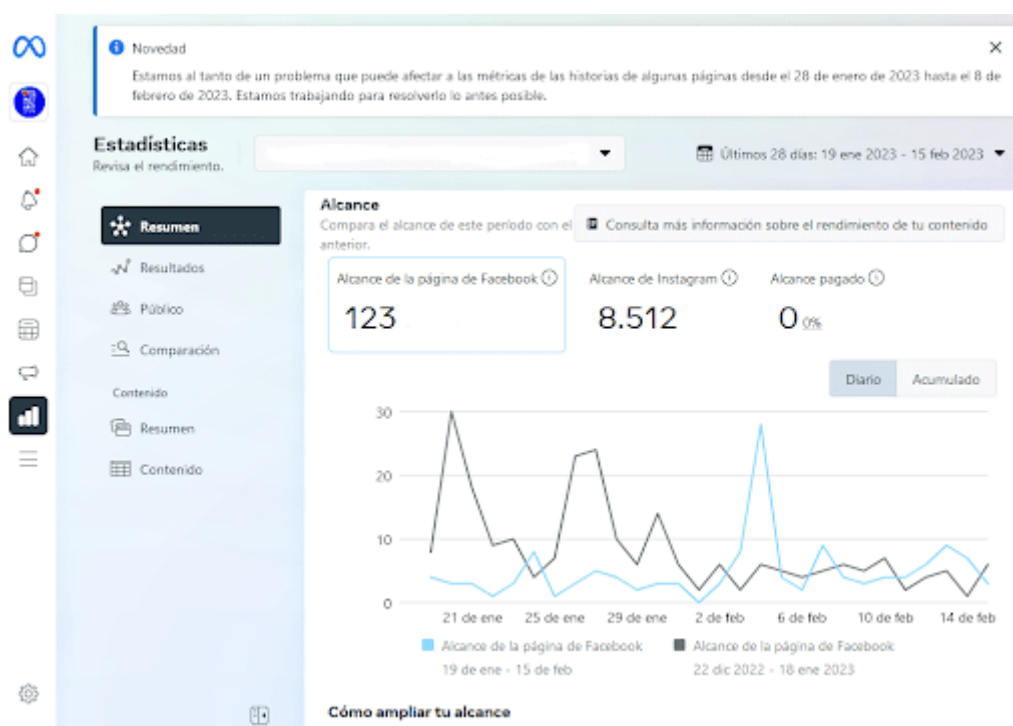 Novedad
Estamos al tanto de un problema que puede afectar a las métricas de las historias de algunas páginas desde el 28 de enero de 2023 hasta el 8 de
febrero de 2023. Estamos trabajando para resolverlo lo antes posible.
Estadísticas
Revisa el rendimiento.
Últimos 28 días: 19 ene 2023 - 15 feb 2023
Resumen
Resultados
Público
Comparación
Contenido
Resumen
Contenido
Alcance
Compara el alcance de este período con el
anterior.
Consulta más información sobre el rendimiento de tu contenido
Alcance de la página de Facebook
123
Alcance de Instagram
8.512
Alcance pagado
0 0%
Diario
Acumulado
30
20
10
0
21 de ene 25 de ene 29 de ene 2 de feb 6 de feb 10 de feb 14 de feb
Alcance de la página de Facebook
19 de ene - 15 de feb
Alcance de la página de Facebook
22 dic 2022 - 18 ene 2023
Cómo ampliar tu alcance